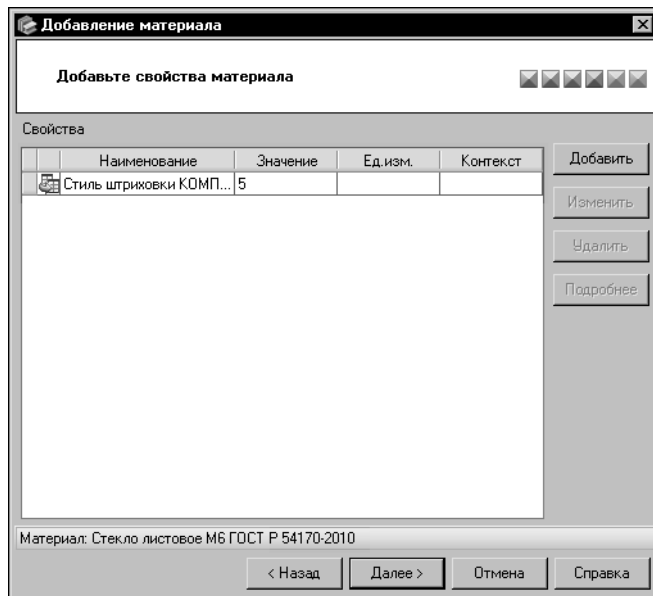 Добавление материала
Добавьте свойства материала
Свойства
Наименование Значение Ед.изм. Контекст
Стиль штриховки КОМП... 5
Добавить
Изменить
Удалить
Подробнее
Материал: Стекло листовое М6 ГОСТ Р 54170-2010
< Назад Далее > Отмена Справка